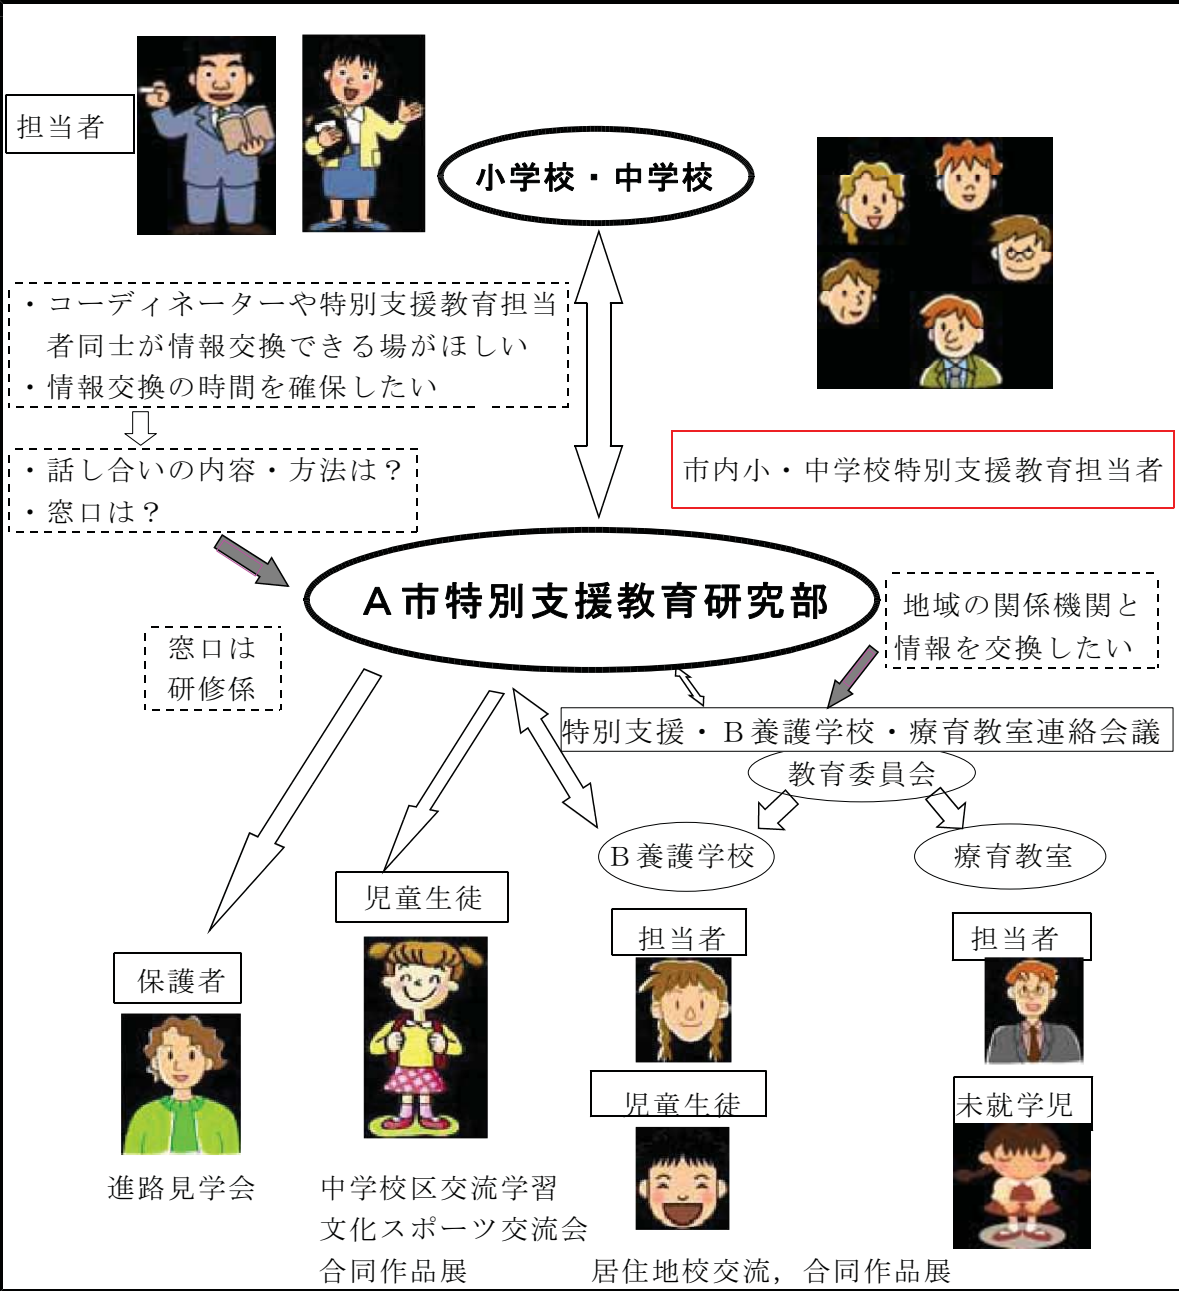 担当者
小学校・中学校
・コーディネーターや特別支援教育担当
者同士が情報交換できる場がほしい
・情報交換の時間を確保したい
・話し合いの内容・方法は？
・窓口は？
市内小・中学校特別支援教育担当者
A市特別支援教育研究部
地域の関係機関と
情報を交換したい
窓口は
研修係
特別支援・B養護学校・療育教室連絡会議
教育委員会
B養護学校
療育教室
児童生徒
担当者
担当者
保護者
児童生徒
未就学児
進路見学会
中学校区交流学習
文化スポーツ交流会
合同作品展
居住地校交流，合同作品展